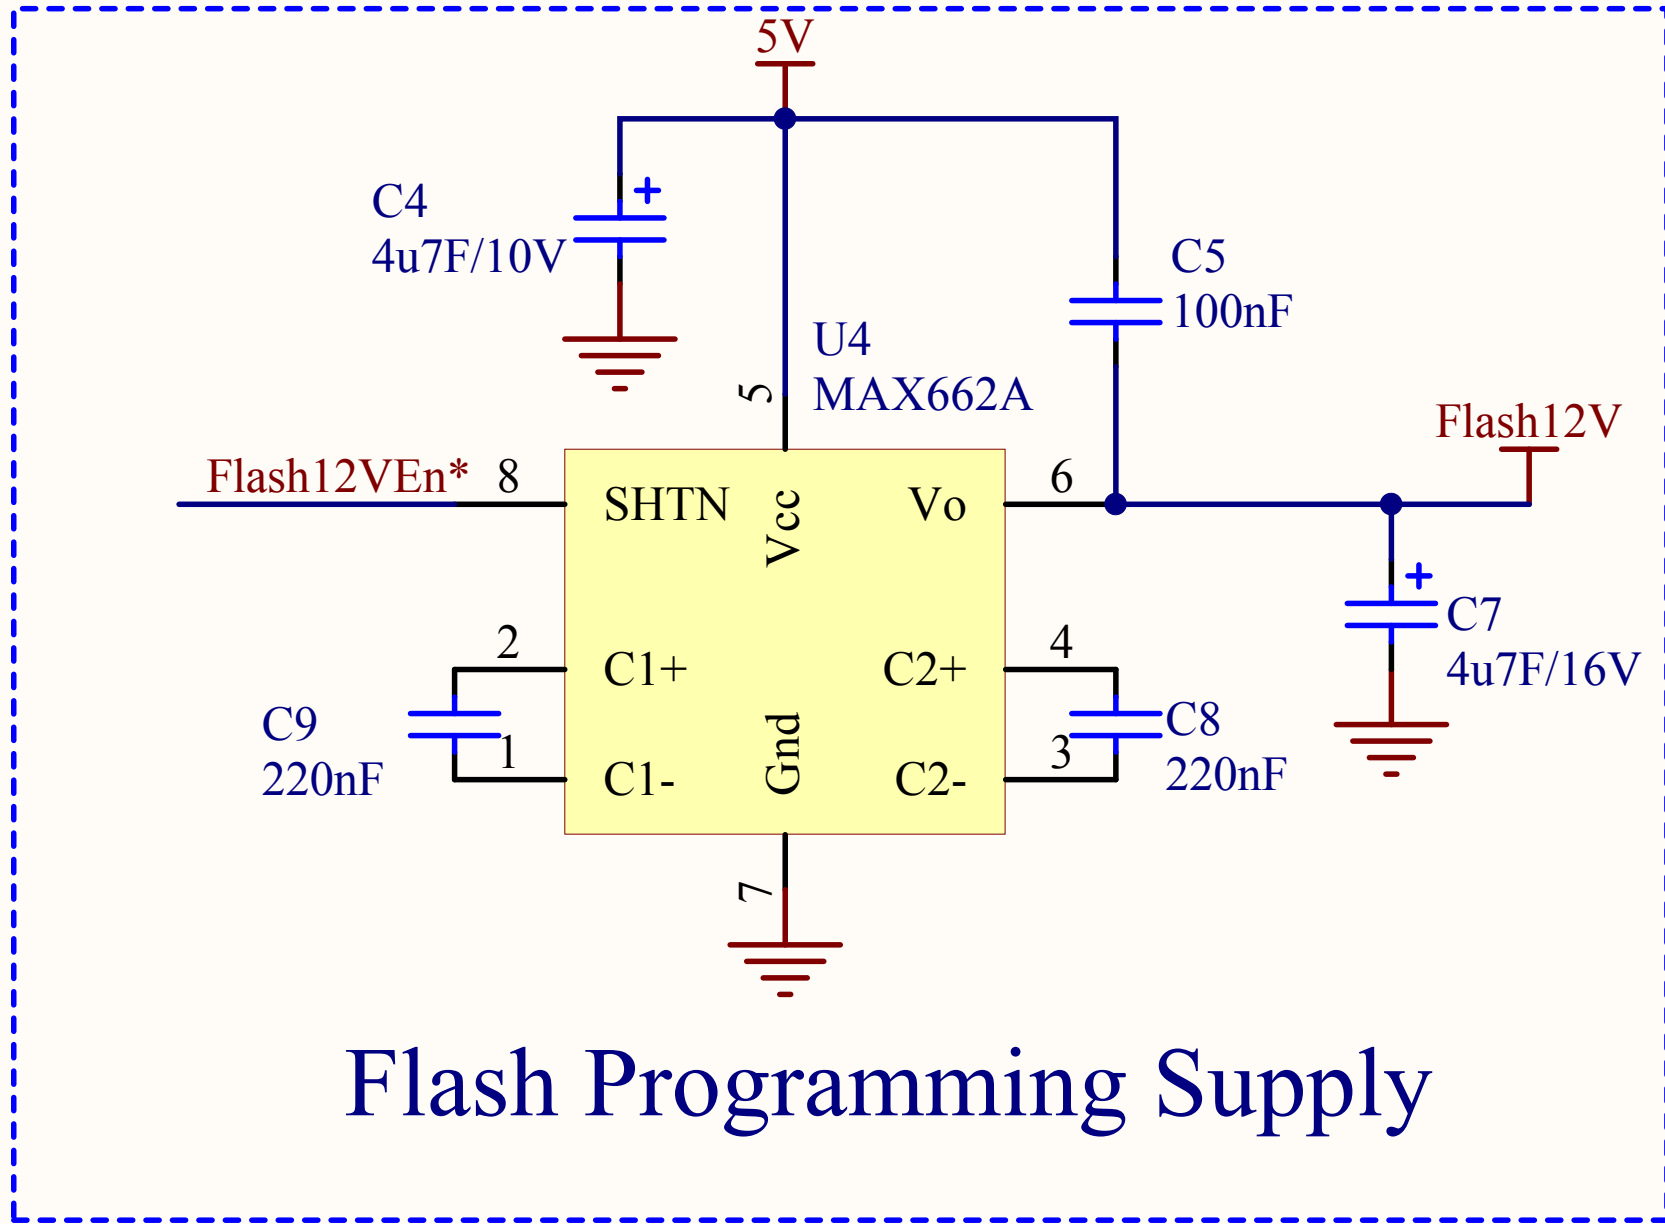 5V
C4
4u7F/10V
C5
100nF
U4
MAX662A
5
Flash12V
Flash12VEn*
8
SHTN
Vcc
Vo
6
2
C1+
C2+
4
C7
4u7F/16V
C9
220nF
1
C1-
Gnd
C2-
3
C8
220nF
7
Flash Programming Supply